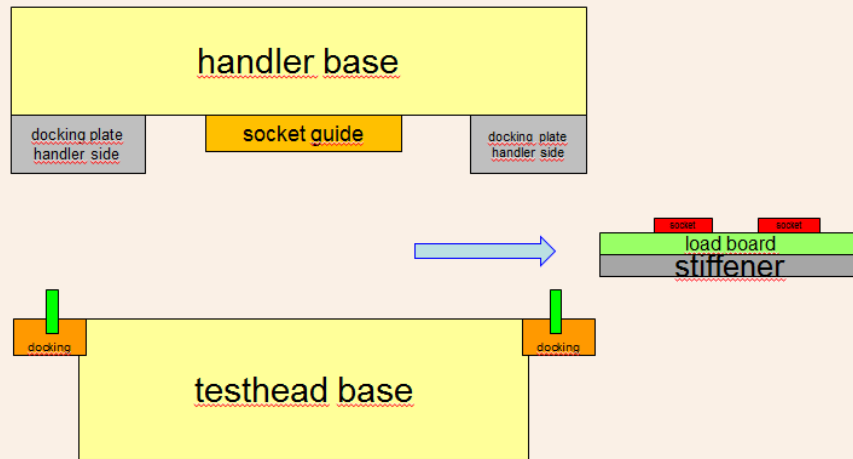 handler base
docking plate
handler side
socket guide
docking plate
handler side
socket
socket
load board
stiffener
docking
docking
testhead base